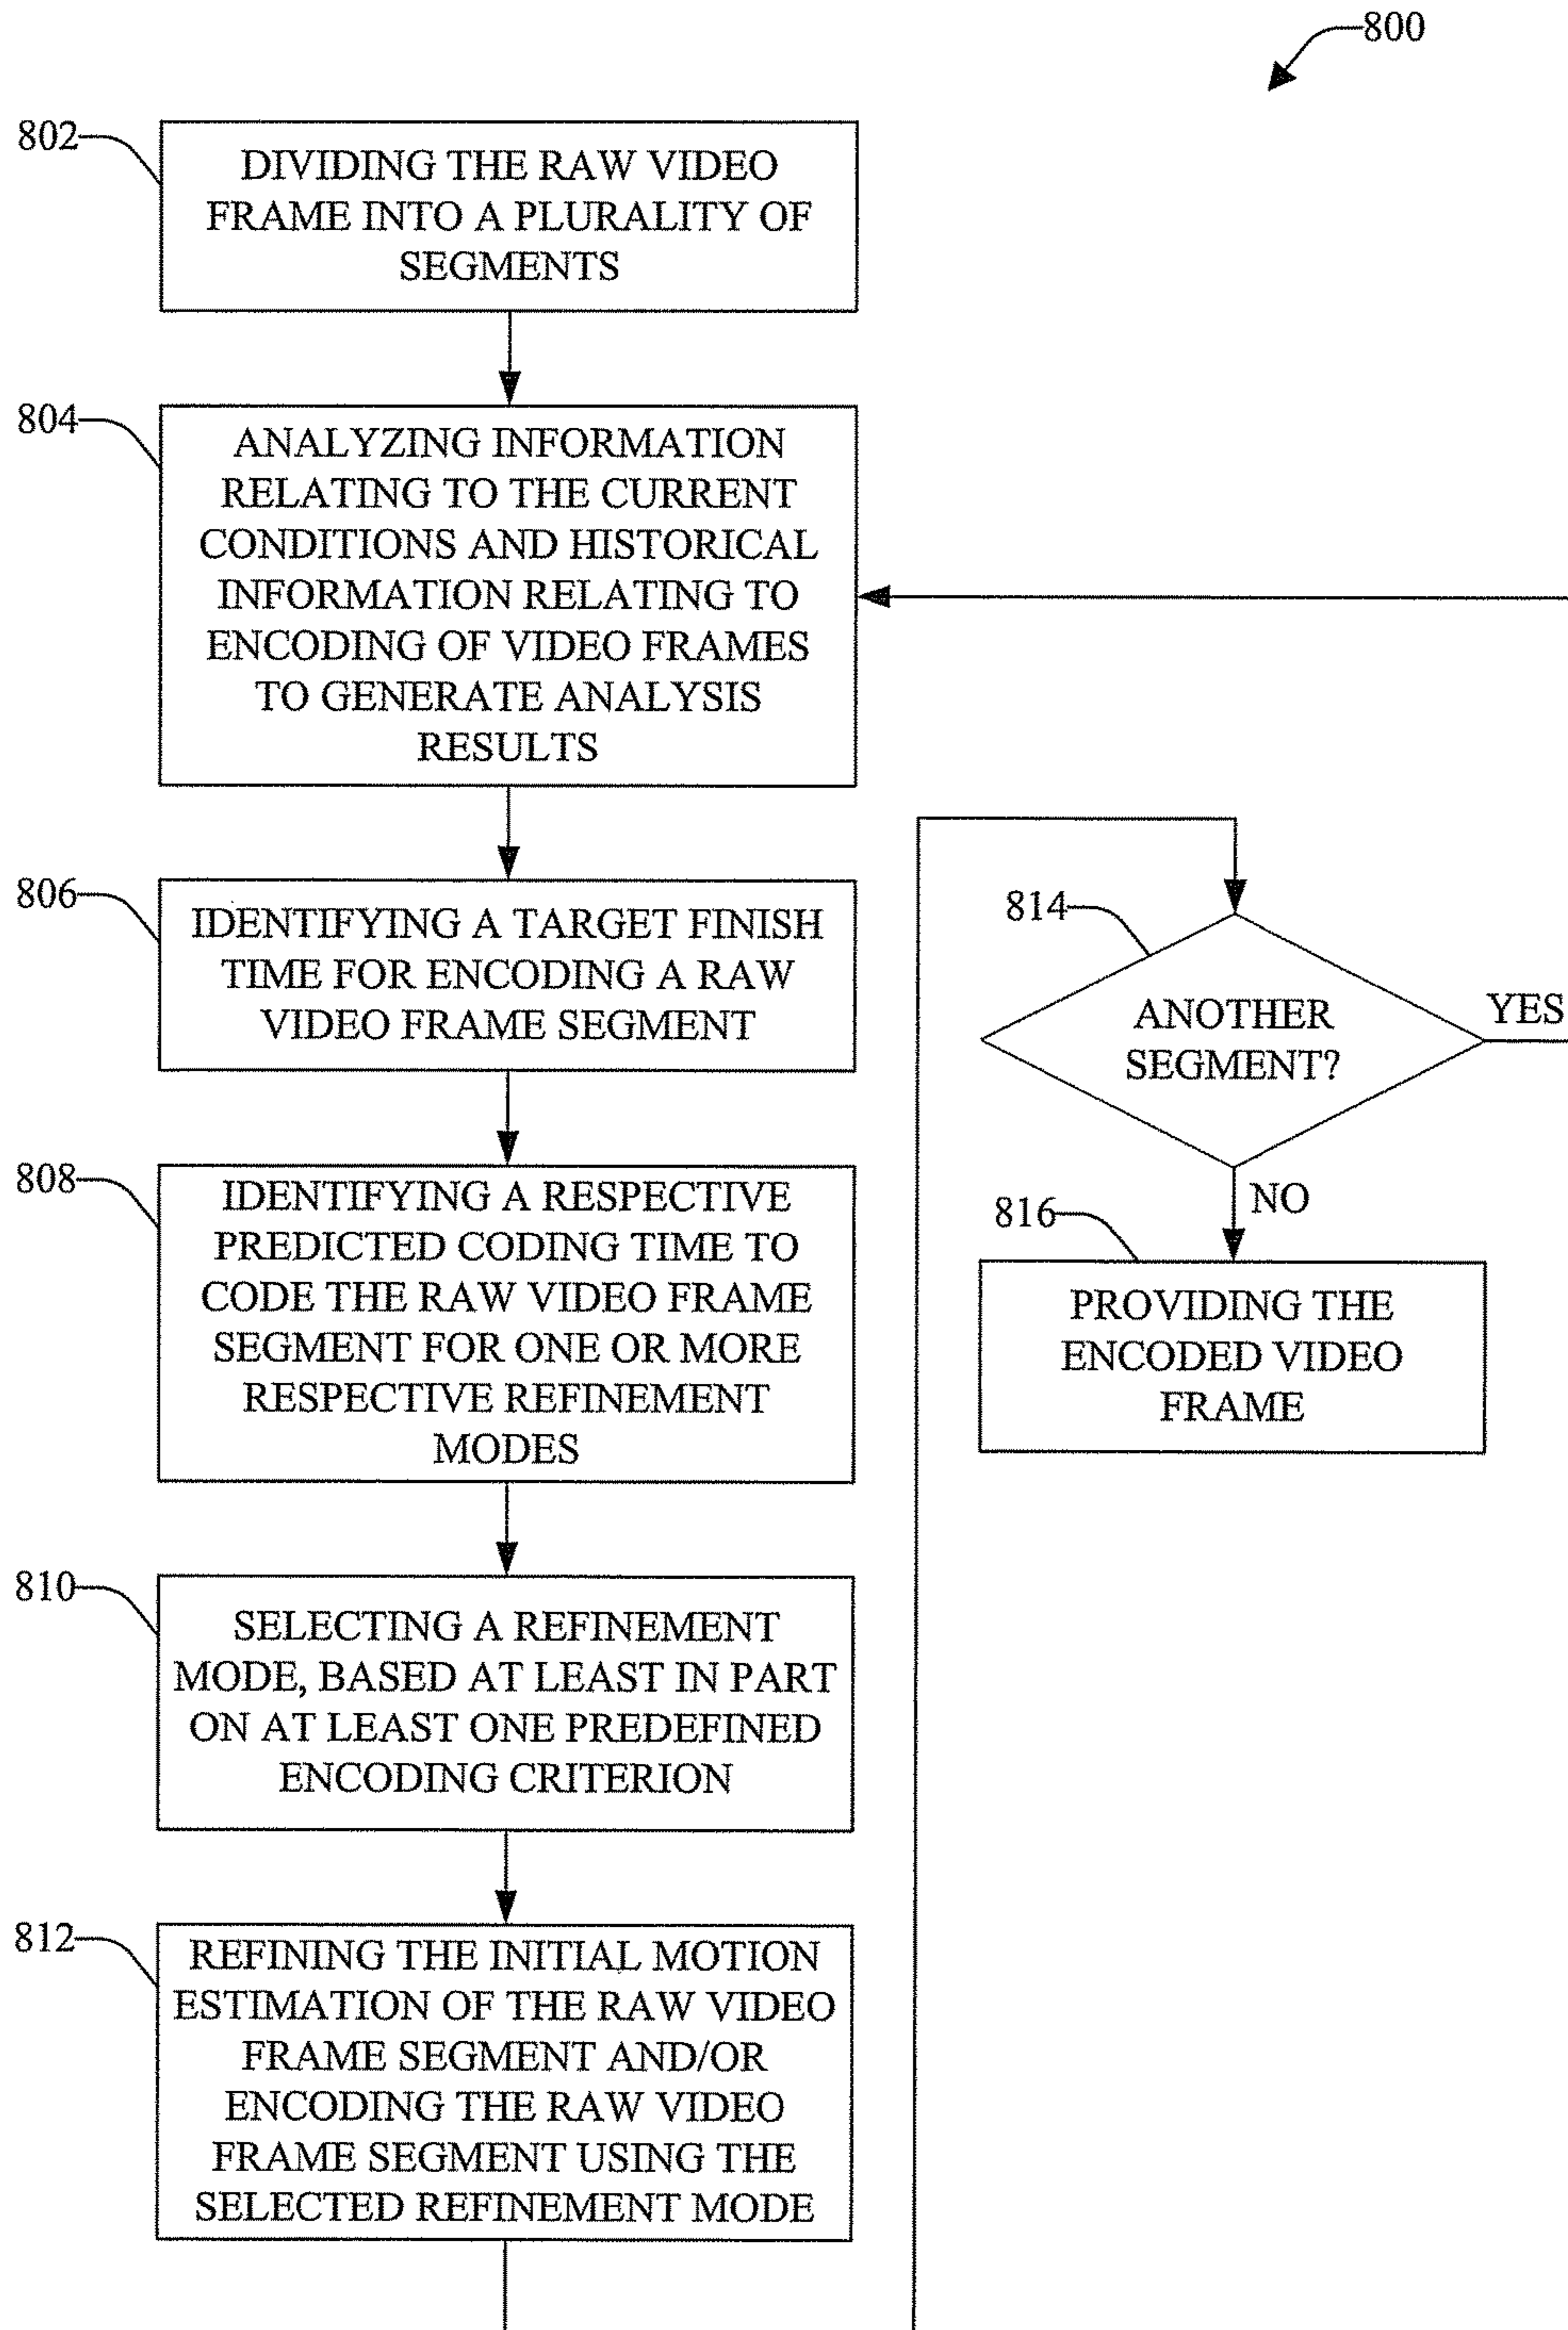 800
802
DIVIDING THE RAW VIDEO
FRAME INTO A PLURALITY OF
SEGMENTS
804
ANALYZING INFORMATION
RELATING TO THE CURRENT
CONDITIONS AND HISTORICAL
INFORMATION RELATING TO
ENCODING OF VIDEO FRAMES
TO GENERATE ANALYSIS
RESULTS
806
IDENTIFYING A TARGET FINISH
TIME FOR ENCODING A RAW
VIDEO FRAME SEGMENT
808
IDENTIFYING A RESPECTIVE
PREDICTED CODING TIME TO
CODE THE RAW VIDEO FRAME
SEGMENT FOR ONE OR MORE
RESPECTIVE REFINEMENT
MODES
810
SELECTING A REFINEMENT
MODE, BASED AT LEAST IN PART
ON AT LEAST ONE PREDEFINED
ENCODING CRITERION
812
REFINING THE INITIAL MOTION
ESTIMATION OF THE RAW VIDEO
FRAME SEGMENT AND/OR
ENCODING THE RAW VIDEO
FRAME SEGMENT USING THE
SELECTED REFINEMENT MODE
814
ANOTHER
SEGMENT?
YES
NO
816
PROVIDING THE
ENCODED VIDEO
FRAME